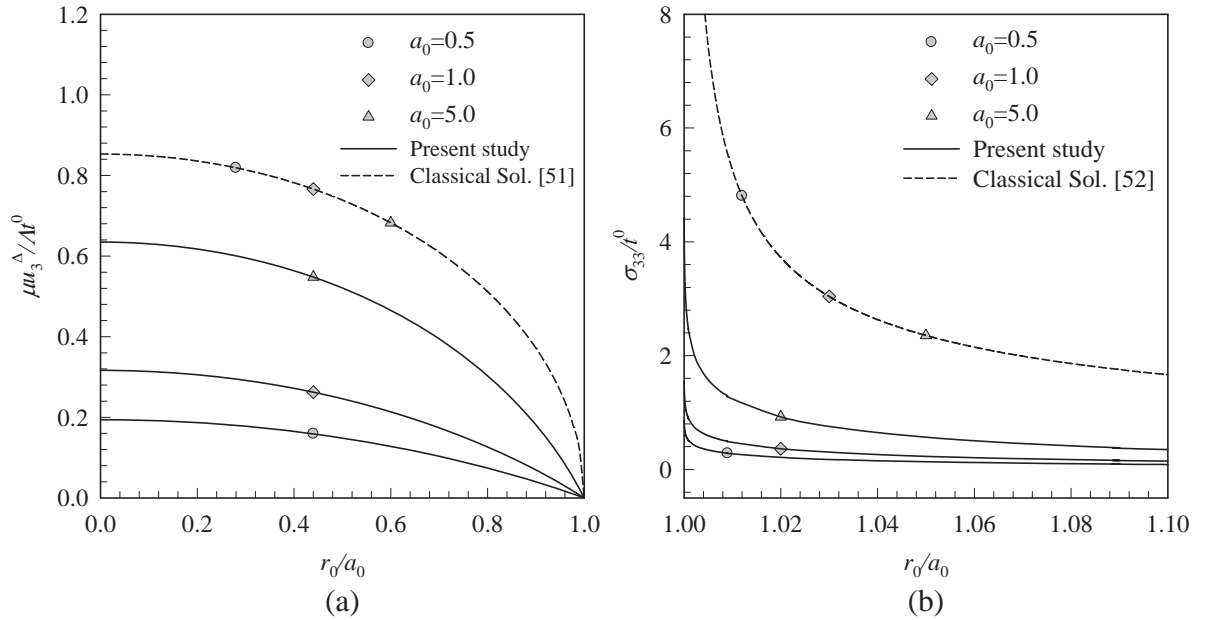 1.2
1.0
0.8
0.6
0.4
0.2
0.0
μu₃^Δ/Λt⁰
a₀=0.5
a₀=1.0
a₀=5.0
Present study
Classical Sol. [51]
0.0 0.2 0.4 0.6 0.8 1.0
r₀/a₀
(a)
8
6
4
2
0
σ₃₃/t⁰
a₀=0.5
a₀=1.0
a₀=5.0
Present study
Classical Sol. [52]
1.00 1.02 1.04 1.06 1.08 1.10
r₀/a₀
(b)